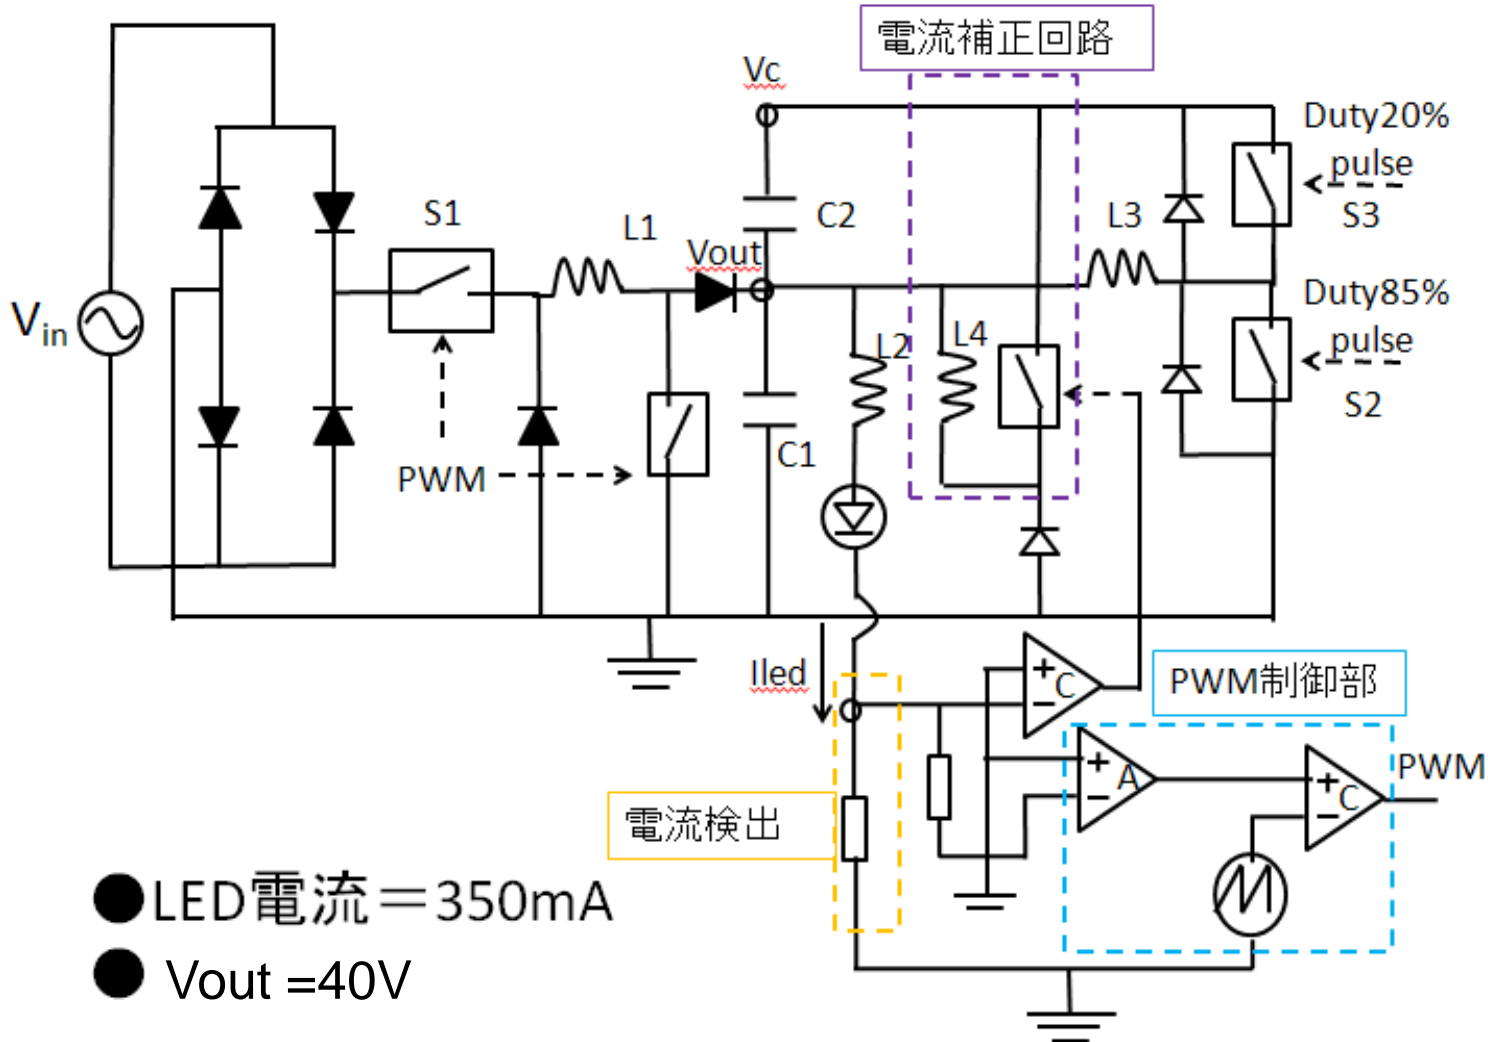 電流補正回路
Vc
Duty20%
pulse
S3
C2
S1
L1
L3
Vout
Vin
Duty85%
pulse
S2
L2
L4
C1
PWM
Iled
+
C
−
PWM制御部
+
A
−
+
C
−
PWM
電流検出
●LED電流＝350mA
● Vout =40V